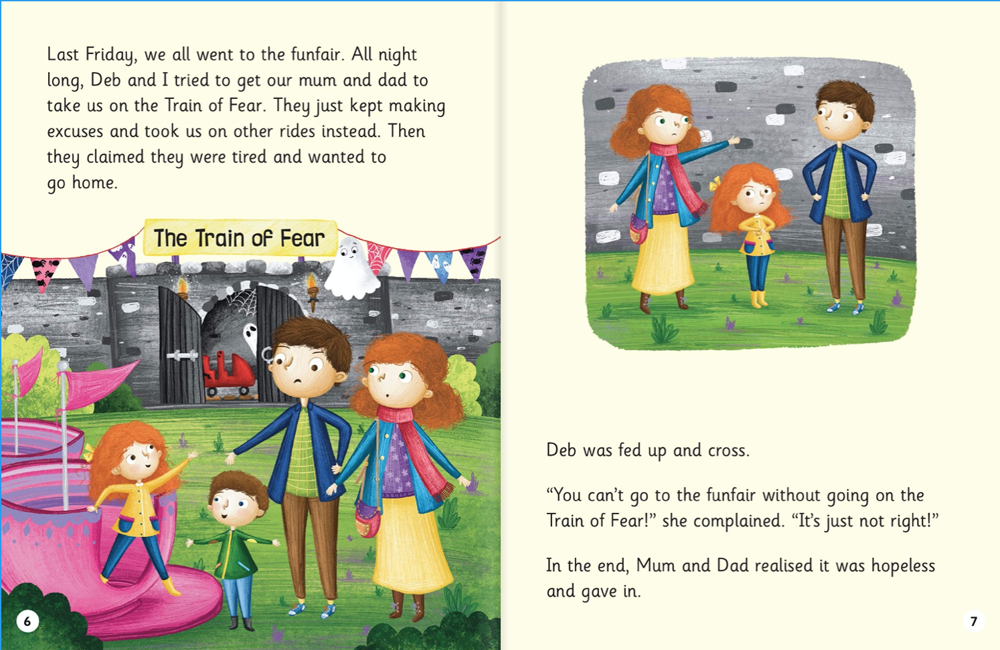 Last Friday, we all went to the funfair. All night
long, Deb and I tried to get our mum and dad to
take us on the Train of Fear. They just kept making
excuses and took us on other rides instead. Then
they claimed they were tired and wanted to
go home.
The Train of Fear
6
Deb was fed up and cross.
“You can’t go to the funfair without going on the
Train of Fear!” she complained. “It’s just not right!”
In the end, Mum and Dad realised it was hopeless
and gave in.
7